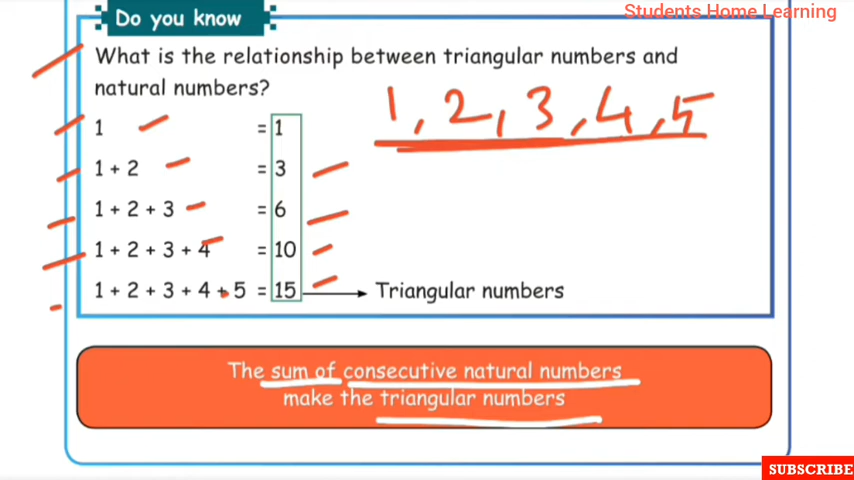 Students Home Learning
Do you know
What is the relationship between triangular numbers and
natural numbers?
1, 2, 3, 4, 5
1 = 1
1 + 2 = 3
1 + 2 + 3 = 6
1 + 2 + 3 + 4 = 10
1 + 2 + 3 + 4 + 5 = 15 Triangular numbers
The sum of consecutive natural numbers
make the triangular numbers
SUBSCRIBE